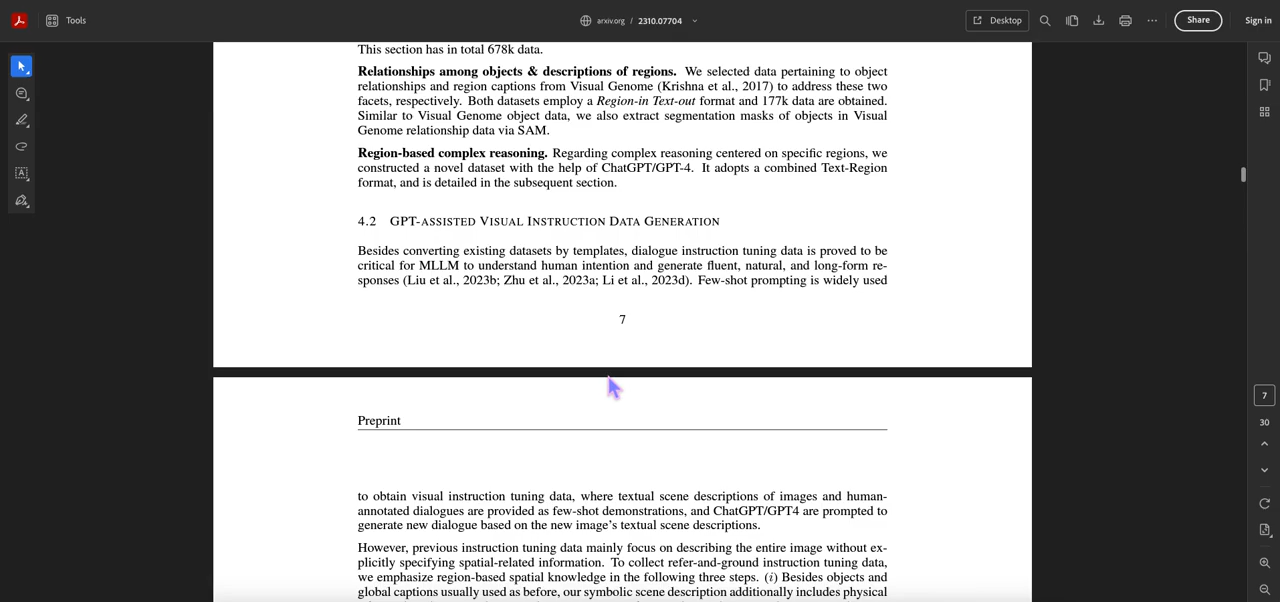 Tools
arxiv.org / 2310.07704
Desktop
Share
Sign in
This section has in total 678k data.
Relationships among objects & descriptions of regions. We selected data pertaining to object
relationships and region captions from Visual Genome (Krishna et al., 2017) to address these two
facets, respectively. Both datasets employ a Region-in Text-out format and 177k data are obtained.
Similar to Visual Genome object data, we also extract segmentation masks of objects in Visual
Genome relationship data via SAM.
Region-based complex reasoning. Regarding complex reasoning centered on specific regions, we
constructed a novel dataset with the help of ChatGPT/GPT-4. It adopts a combined Text-Region
format, and is detailed in the subsequent section.
4.2 GPT-ASSISTED VISUAL INSTRUCTION DATA GENERATION
Besides converting existing datasets by templates, dialogue instruction tuning data is proved to be
critical for MLLM to understand human intention and generate fluent, natural, and long-form re-
sponses (Liu et al., 2023b; Zhu et al., 2023a; Li et al., 2023d). Few-shot prompting is widely used
7
Preprint
to obtain visual instruction tuning data, where textual scene descriptions of images and human-
annotated dialogues are provided as few-shot demonstrations, and ChatGPT/GPT4 are prompted to
generate new dialogue based on the new image's textual scene descriptions.
However, previous instruction tuning data mainly focus on describing the entire image without ex-
plicitly specifying spatial-related information. To collect refer-and-ground instruction tuning data,
we emphasize region-based spatial knowledge in the following three steps. (i) Besides objects and
global captions usually used as before, our symbolic scene description additionally includes physical
7
30